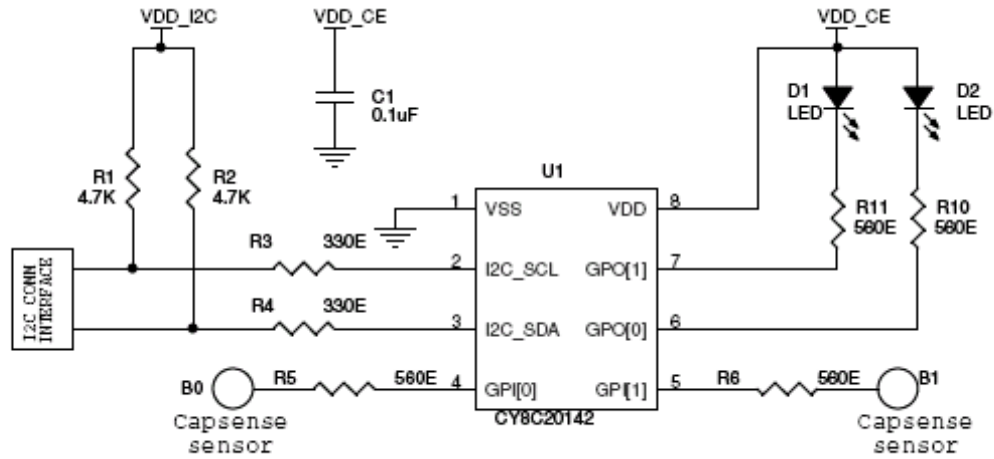 VDD_I2C
VDD_CE
VDD_CE
C1
0.1uF
D1
LED
D2
LED
R1
4.7K
R2
4.7K
U1
1
VSS
VDD
8
R11
560E
R10
560E
I2C COMM
INTERFACE
R3
330E
2
I2C_SCL
GPO[1]
7
R4
330E
3
I2C_SDA
GPO[0]
6
B0
R5
560E
4
GPI[0]
GPI[1]
5
R6
560E
B1
CY8C20142
Capsense
sensor
Capsense
sensor